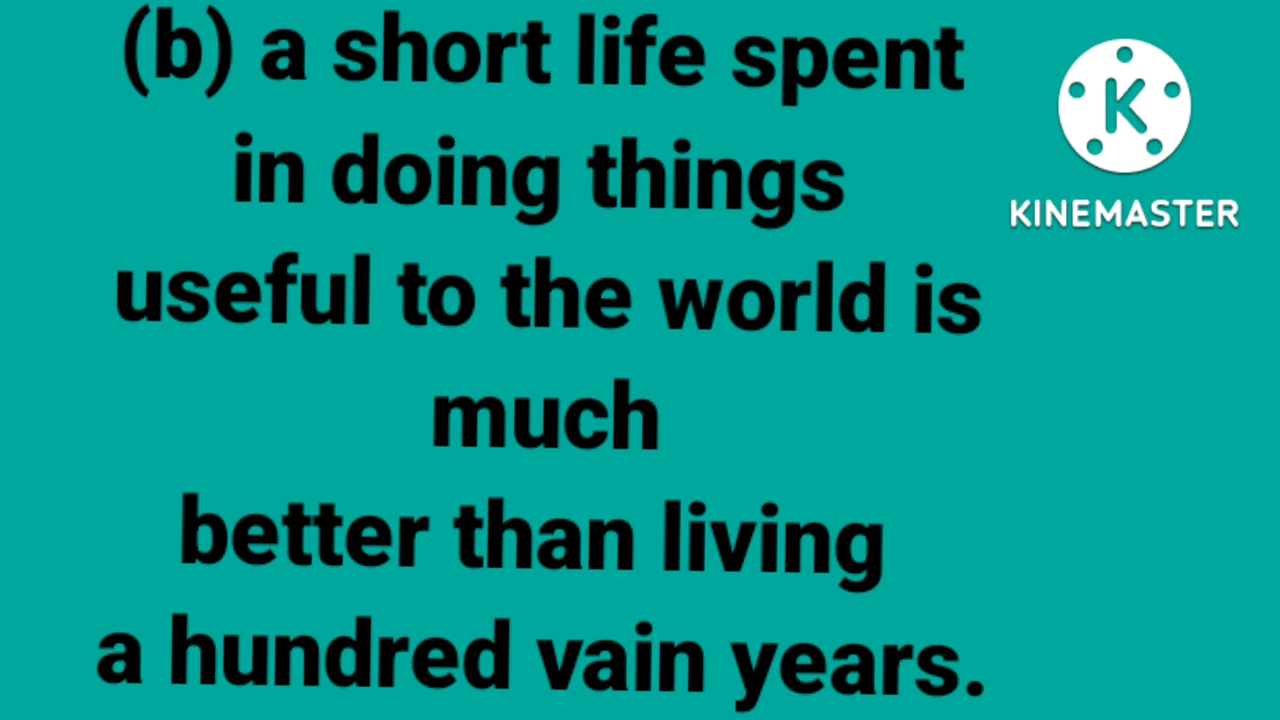 (b) a short life spent
in doing things
useful to the world is
much
better than living
a hundred vain years.
K
KINEMASTER